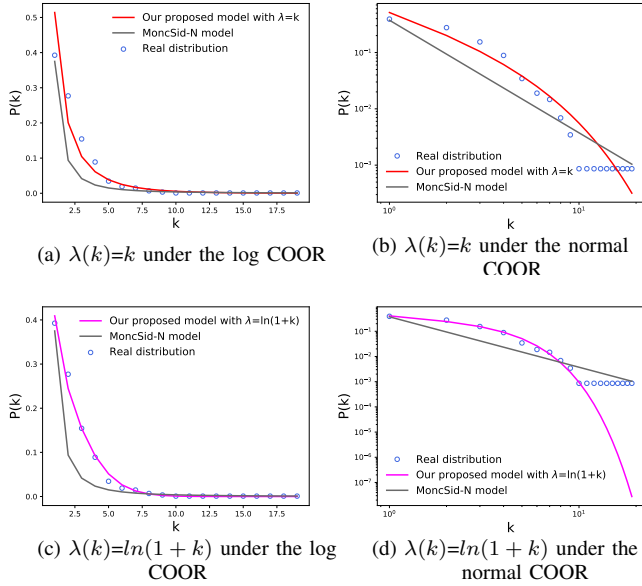 0.5
0.4
0.3
0.2
0.1
0.0
P(k)
2.5 5.0 7.5 10.0 12.5 15.0 17.5
k
Our proposed model with λ=k
MoncSid-N model
Real distribution
(a) λ(k)=k under the log COOR
10⁻¹
10⁻²
10⁻³
P(k)
10⁰ 10¹
k
Real distribution
Our proposed model with λ=k
MoncSid-N model
(b) λ(k)=k under the normal
COOR
0.4
0.3
0.2
0.1
0.0
P(k)
2.5 5.0 7.5 10.0 12.5 15.0 17.5
k
Our proposed model with λ=ln(1+k)
MoncSid-N model
Real distribution
(c) λ(k)=ln(1 + k) under the log
COOR
10⁻¹
10⁻²
10⁻³
10⁻⁴
10⁻⁵
10⁻⁶
10⁻⁷
P(k)
10⁰ 10¹
k
Real distribution
Our proposed model with λ=ln(1+k)
MoncSid-N model
(d) λ(k)=ln(1 + k) under the
normal COOR